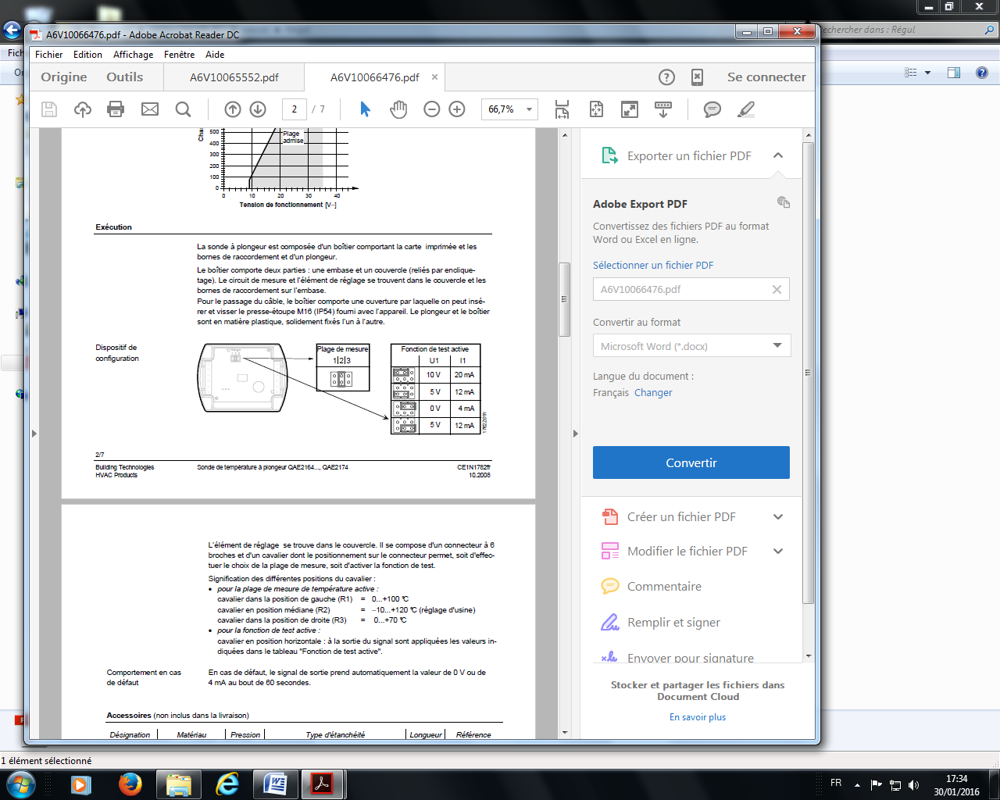 echercher dans : Régul
A6V10066476.pdf - Adobe Acrobat Reader DC
Fich
Fichier Edition Affichage Fenêtre Aide
Or
Origine Outils A6V10065552.pdf A6V10066476.pdf × Se connecter
2 / 7 66,7%
Cha
500
400
300
200
100
0
Plage
admise
0 10 20 30 40
Tension de fonctionnement [V~]
Exécution
La sonde à plongeur est composée d'un boîtier comportant la carte imprimée et les
bornes de raccordement et d'un plongeur.
Le boîtier comporte deux parties : une embase et un couvercle (reliés par enclique-
tage). Le circuit de mesure et l'élément de réglage se trouvent dans le couvercle et les
bornes de raccordement sur l'embase.
Pour le passage du câble, le boîtier comporte une ouverture par laquelle on peut insé-
rer et visser le presse-étoupe M16 (IP54) fourni avec l'appareil. Le plongeur et le boîtier
sont en matière plastique, solidement fixés l'un à l'autre.
Dispositif de
configuration
Plage de mesure
1|2|3
Fonction de test active
U1 I1
10 V 20 mA
5 V 12 mA
0 V 4 mA
5 V 12 mA
1762Z01fr
2/7
Building Technologies Sonde de température à plongeur QAE2164..., QAE2174 CE1N1782fr
HVAC Products 10.2008
L'élément de réglage se trouve dans le couvercle. Il se compose d'un connecteur à 6
broches et d'un cavalier dont le positionnement sur le connecteur permet, soit d'effec-
tuer le choix de la plage de mesure, soit d'activer la fonction de test.
Signification des différentes positions du cavalier :
• pour la plage de mesure de température active :
cavalier dans la position de gauche (R1) = 0...+100 °C
cavalier en position médiane (R2) = −10...+120 °C (réglage d'usine)
cavalier dans la position de droite (R3) = 0...+70 °C
• pour la fonction de test active :
cavalier en position horizontale : à la sortie du signal sont appliquées les valeurs in-
diquées dans le tableau "Fonction de test active".
Comportement en cas
de défaut
En cas de défaut, le signal de sortie prend automatiquement la valeur de 0 V ou de
4 mA au bout de 60 secondes.
Accessoires (non inclus dans la livraison)
Désignation Matériau Pression Type d'étanchéité Longueur Référence
Exporter un fichier PDF
Adobe Export PDF
Convertissez des fichiers PDF au format
Word ou Excel en ligne.
Sélectionner un fichier PDF
A6V10066476.pdf
Convertir au format
Microsoft Word (*.docx)
Langue du document :
Français Changer
Convertir
Créer un fichier PDF
Modifier le fichier PDF
Commentaire
Remplir et signer
Envoyer pour signature
Stocker et partager les fichiers dans
Document Cloud
En savoir plus
1 élément sélectionné
FR
17:34
30/01/2016